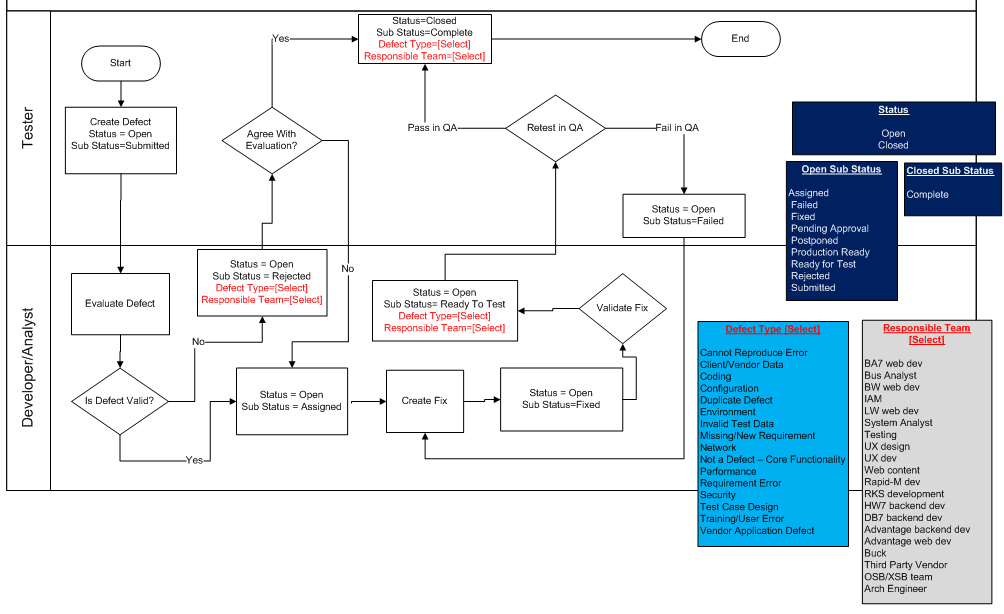 Tester
Start
Create Defect
Status = Open
Sub Status=Submitted
Yes
Status=Closed
Sub Status=Complete
Defect Type=[Select]
Responsible Team=[Select]
End
Agree With
Evaluation?
Pass in QA
Retest in QA
Fail in QA
Status = Open
Sub Status=Failed
Developer/Analyst
Evaluate Defect
Is Defect Valid?
No
Yes
Status = Open
Sub Status = Rejected
Defect Type=[Select]
Responsible Team=[Select]
No
Status = Open
Sub Status = Assigned
Status = Open
Sub Status= Ready To Test
Defect Type=[Select]
Responsible Team=[Select]
Validate Fix
Create Fix
Status = Open
Sub Status=Fixed
Status
Open
Closed
Open Sub Status
Assigned
Failed
Fixed
Pending Approval
Postponed
Production Ready
Ready for Test
Rejected
Submitted
Closed Sub Status
Complete
Defect Type [Select]
Cannot Reproduce Error
Client/Vendor Data
Coding
Configuration
Duplicate Defect
Environment
Invalid Test Data
Missing/New Requirement
Network
Not a Defect – Core Functionality
Performance
Requirement Error
Security
Test Case Design
Training/User Error
Vendor Application Defect
Responsible Team
[Select]
BA7 web dev
Bus Analyst
BW web dev
IAM
LW web dev
System Analyst
Testing
UX design
UX dev
Web content
Rapid-M dev
RKS development
HW7 backend dev
DB7 backend dev
Advantage backend dev
Advantage web dev
Buck
Third Party Vendor
OSB/XSB team
Arch Engineer